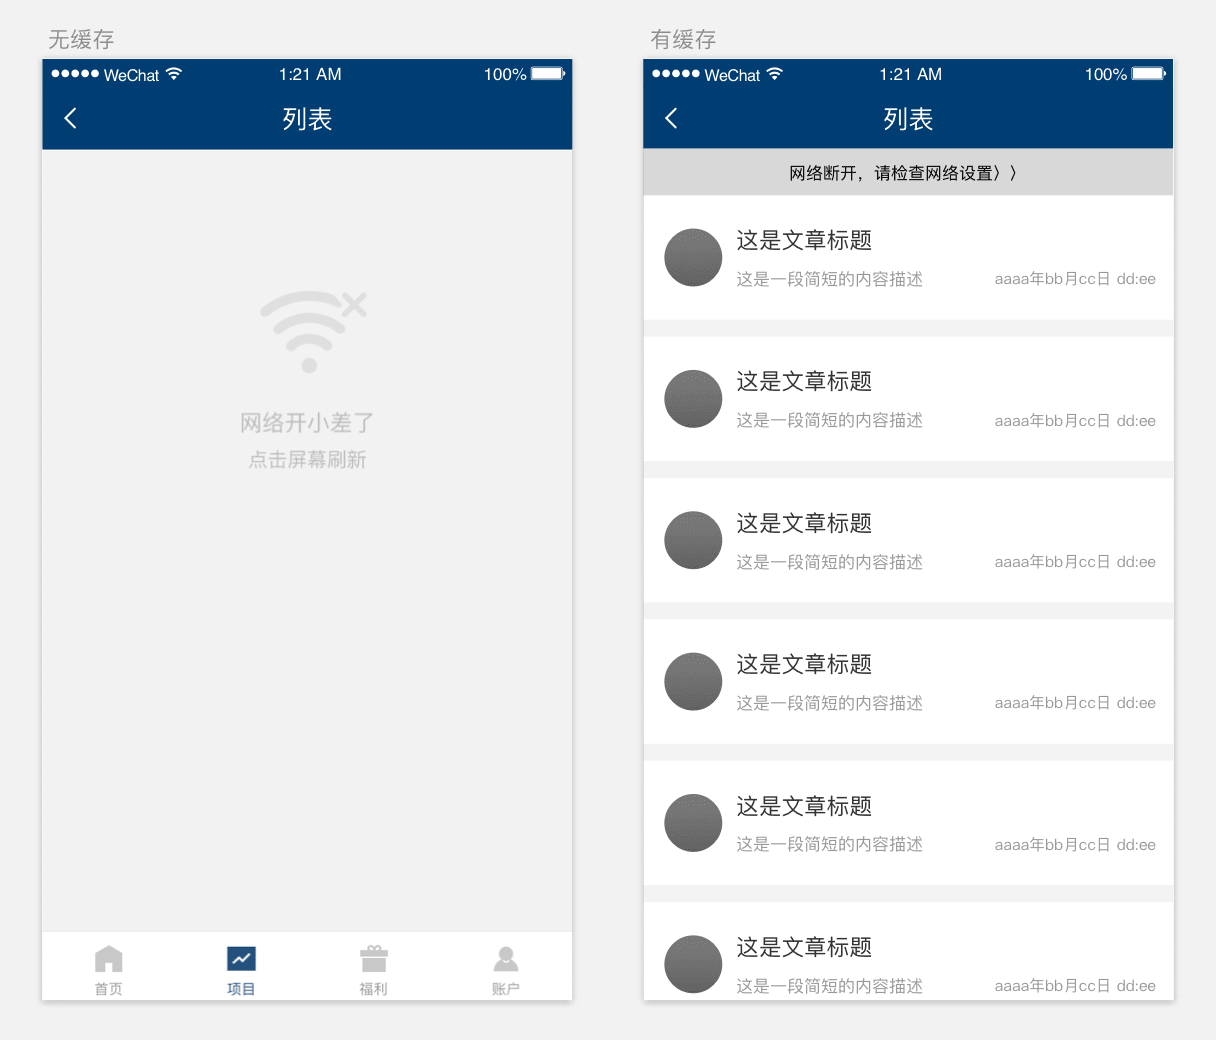 无缓存
WeChat 1:21 AM 100%
列表
网络开小差了
点击屏幕刷新
首页 项目 福利 账户
有缓存
WeChat 1:21 AM 100%
列表
网络断开，请检查网络设置〉〉
这是文章标题
这是一段简短的内容描述 aaaa年bb月cc日 dd:ee
这是文章标题
这是一段简短的内容描述 aaaa年bb月cc日 dd:ee
这是文章标题
这是一段简短的内容描述 aaaa年bb月cc日 dd:ee
这是文章标题
这是一段简短的内容描述 aaaa年bb月cc日 dd:ee
这是文章标题
这是一段简短的内容描述 aaaa年bb月cc日 dd:ee
这是文章标题
这是一段简短的内容描述 aaaa年bb月cc日 dd:ee